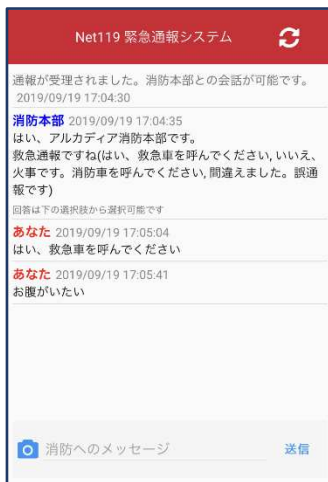 Net119 緊急通報システム
通報が受理されました。消防本部との会話が可能です。
2019/09/19 17:04:30
消防本部 2019/09/19 17:04:35
はい、アルカディア消防本部です。
救急通報ですね(はい、救急車を呼んでください, いいえ、
火事です。消防車を呼んでください, 間違えました。誤通
報です)
回答は下の選択肢から選択可能です
あなた 2019/09/19 17:05:04
はい、救急車を呼んでください
あなた 2019/09/19 17:05:41
お腹がいたい
消防へのメッセージ 送信